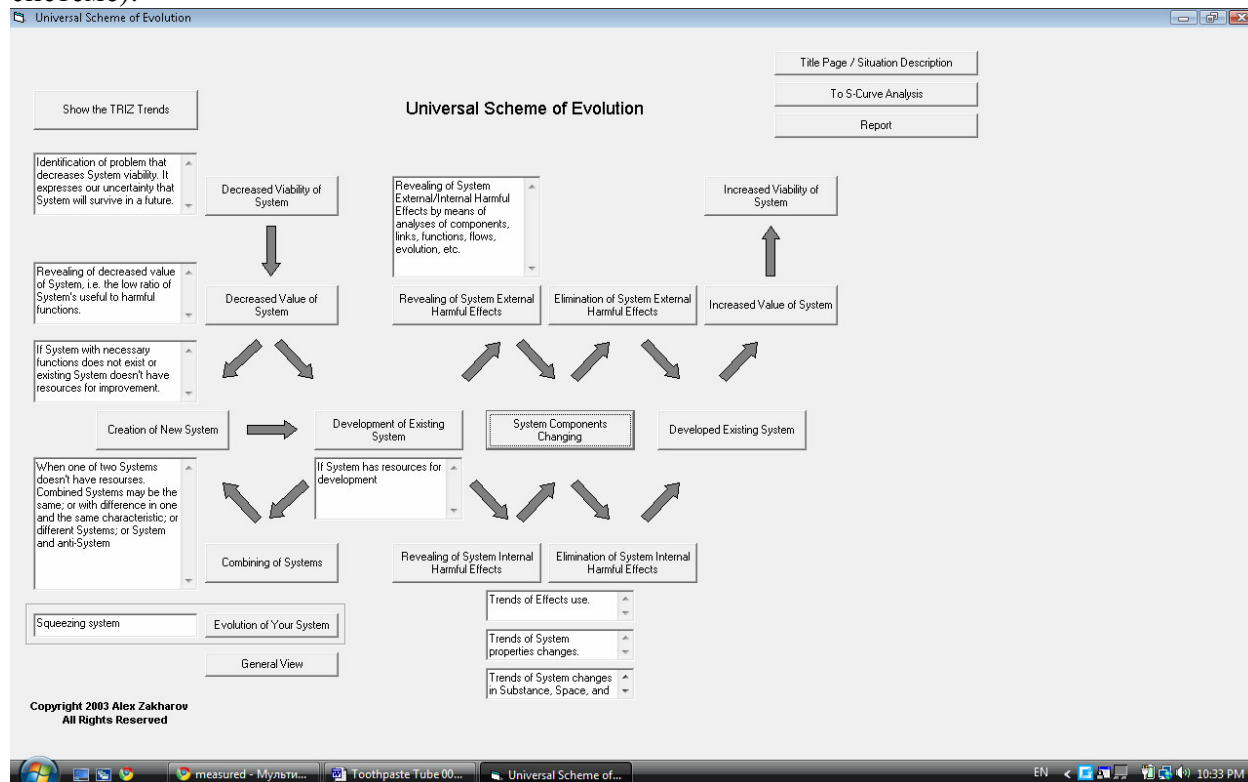 системе).
Universal Scheme of Evolution
Title Page / Situation Description
To S-Curve Analysis
Report
Show the TRIZ Trends
Universal Scheme of Evolution
Identification of problem that
decreases System viability. It
expresses our uncertainty that
System will survive in a future.
Decreased Viability of
System
Revealing of System
External/Internal Harmful
Effects by means of
analyses of components,
links, functions, flows,
evolution, etc.
Increased Viability of
System
Revealing of decreased value
of System, i.e. the low ratio of
System's useful to harmful
functions.
Decreased Value of
System
Revealing of System External
Harmful Effects
Elimination of System External
Harmful Effects
Increased Value of System
If System with necessary
functions does not exist or
existing System doesn't have
resources for improvement.
Creation of New System
Development of Existing
System
System Components
Changing
Developed Existing System
When one of two Systems
doesn't have resourses.
Combined Systems may be the
same; or with difference in one
and the same characteristic; or
different Systems; or System
and anti-System
If System has resources for
development
Combining of Systems
Revealing of System Internal
Harmful Effects
Elimination of System Internal
Harmful Effects
Trends of Effects use.
Squeezing system
Evolution of Your System
Trends of System
properties changes.
General View
Trends of System changes
in Substance, Space, and
Copyright 2003 Alex Zakharov
All Rights Reserved
measured - Мульти...
Toothpaste Tube 00...
Universal Scheme of...
EN
10:33 PM